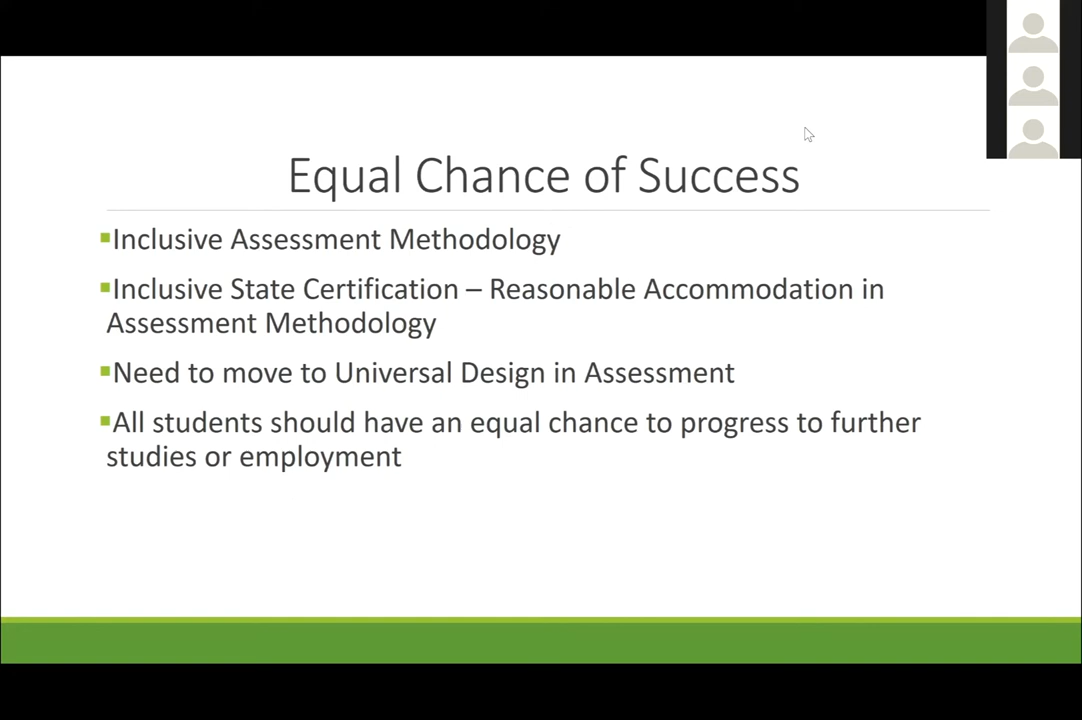 Equal Chance of Success
▪Inclusive Assessment Methodology
▪Inclusive State Certification – Reasonable Accommodation in
Assessment Methodology
▪Need to move to Universal Design in Assessment
▪All students should have an equal chance to progress to further
studies or employment